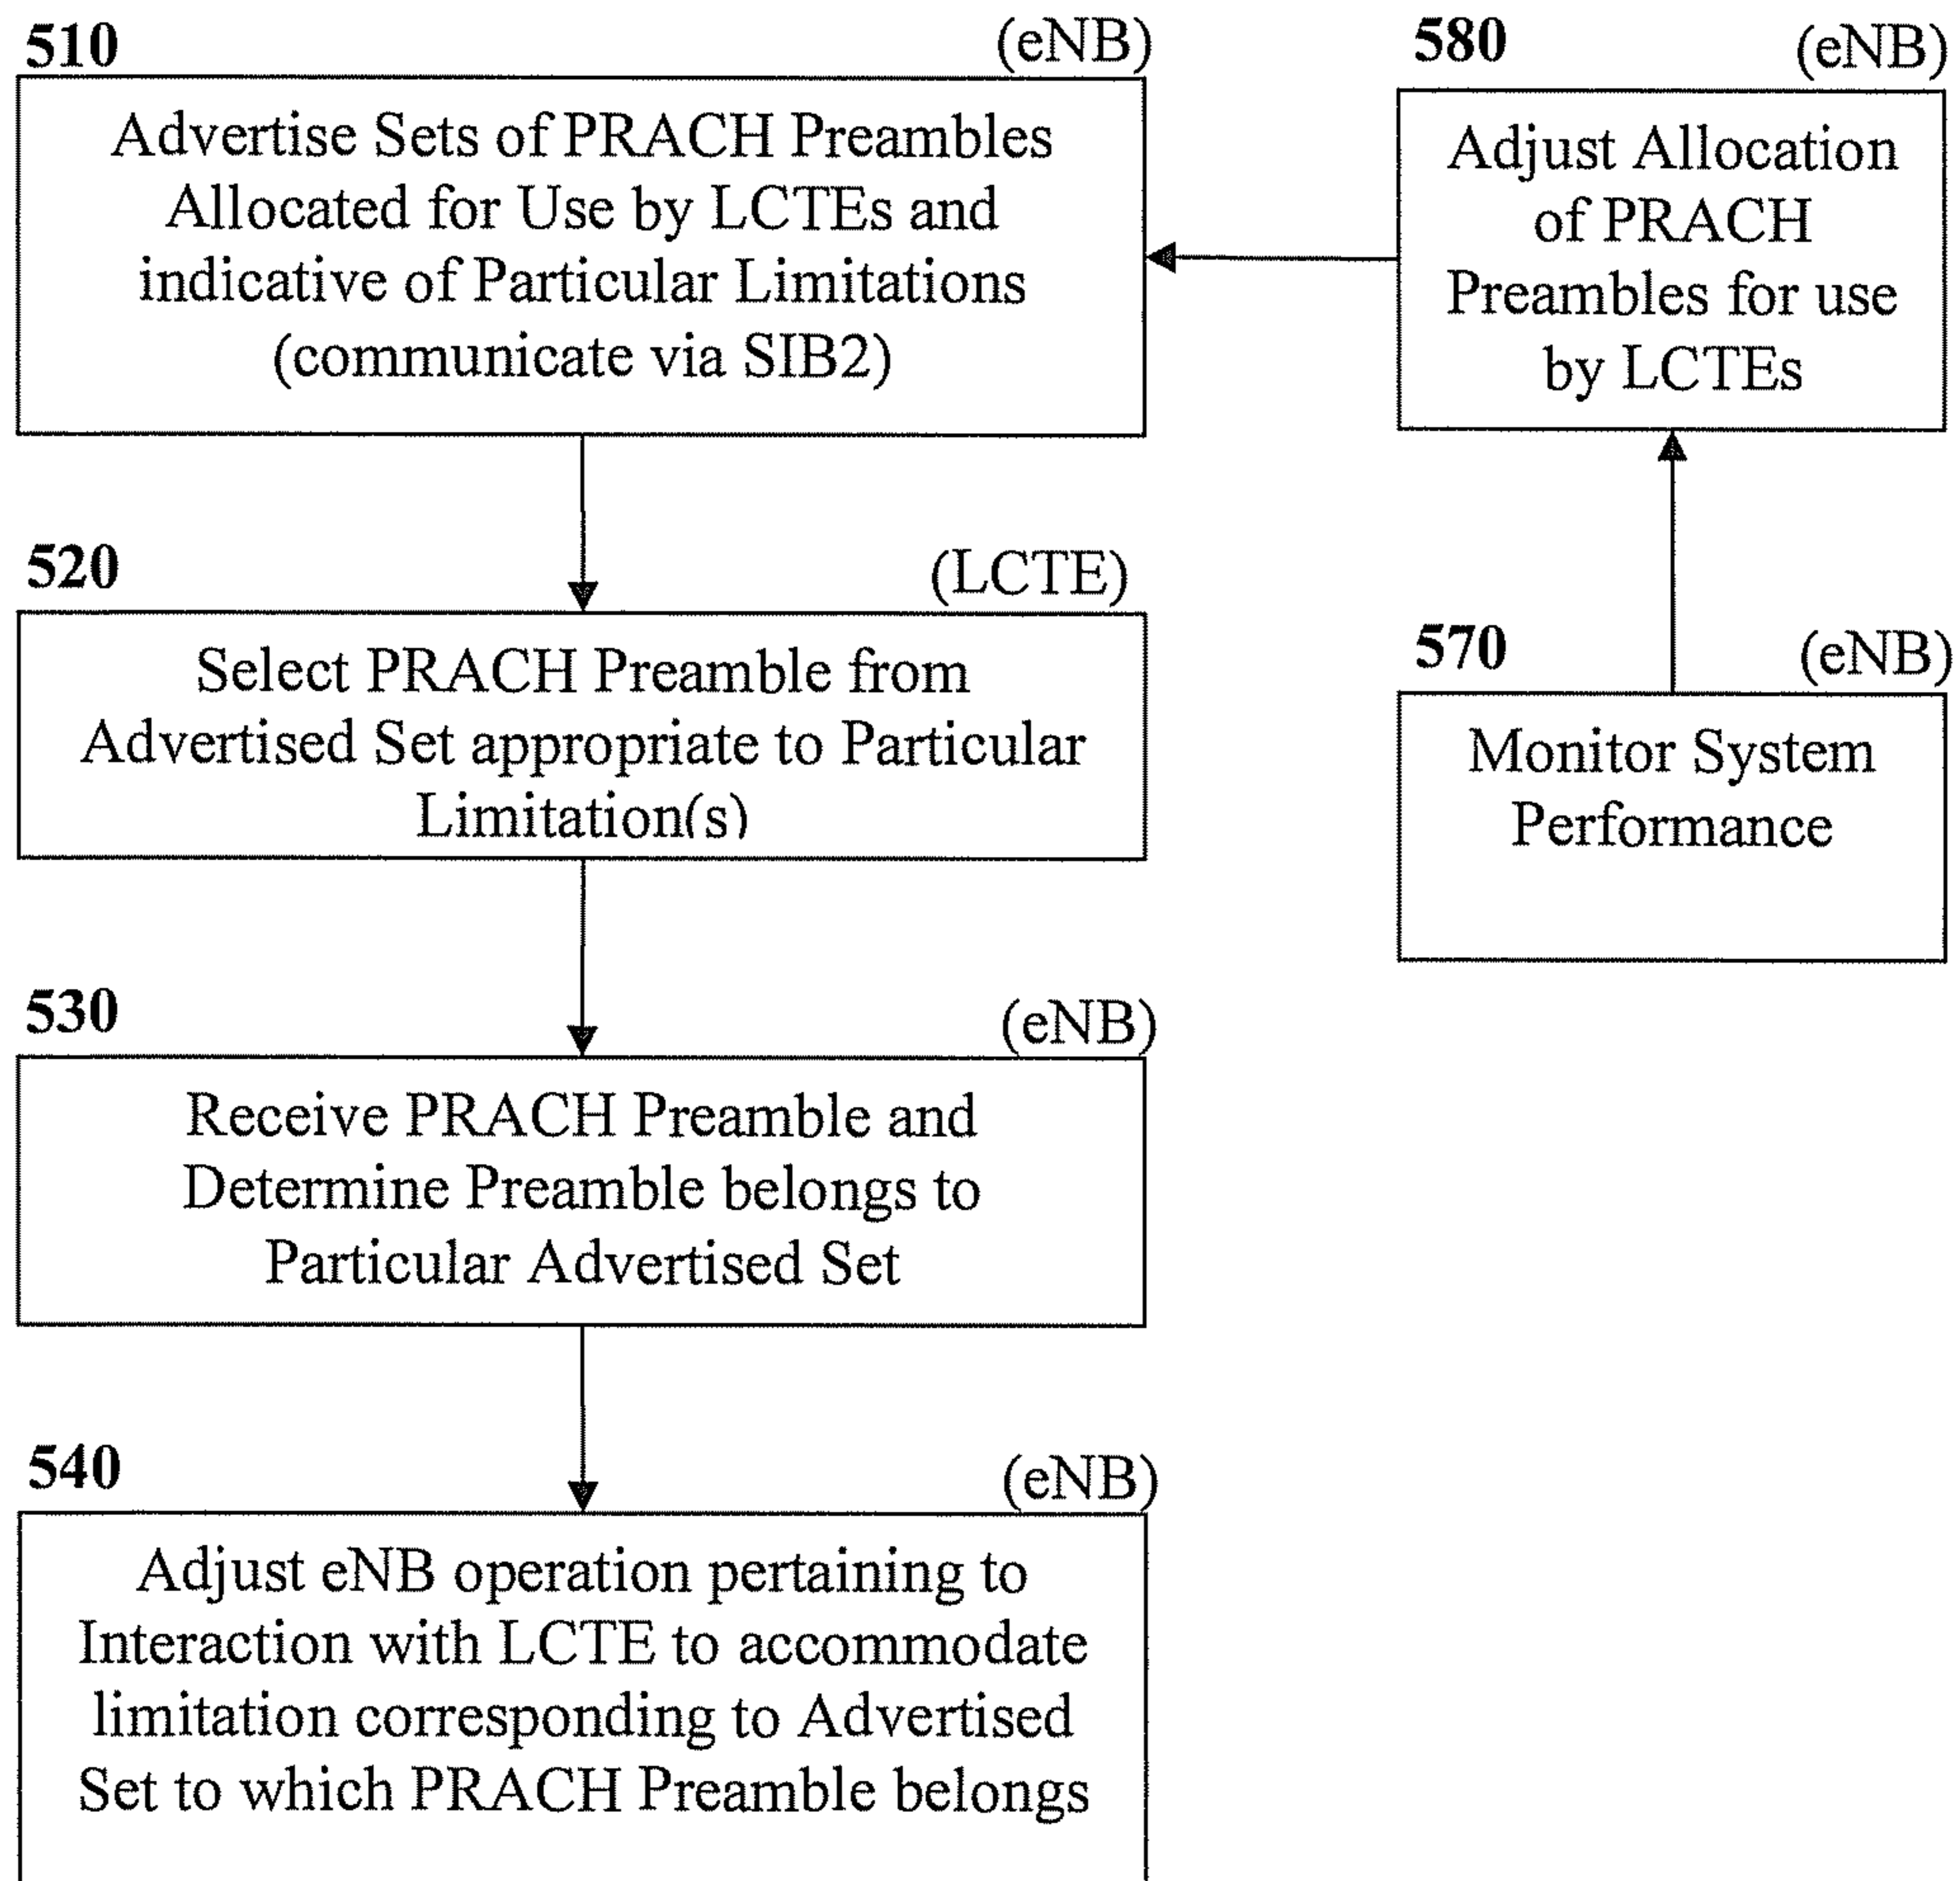 510 (eNB)
Advertise Sets of PRACH Preambles
Allocated for Use by LCTEs and
indicative of Particular Limitations
(communicate via SIB2)
520 (LCTE)
Select PRACH Preamble from
Advertised Set appropriate to Particular
Limitation(s)
530 (eNB)
Receive PRACH Preamble and
Determine Preamble belongs to
Particular Advertised Set
540 (eNB)
Adjust eNB operation pertaining to
Interaction with LCTE to accommodate
limitation corresponding to Advertised
Set to which PRACH Preamble belongs
580 (eNB)
Adjust Allocation
of PRACH
Preambles for use
by LCTEs
570 (eNB)
Monitor System
Performance